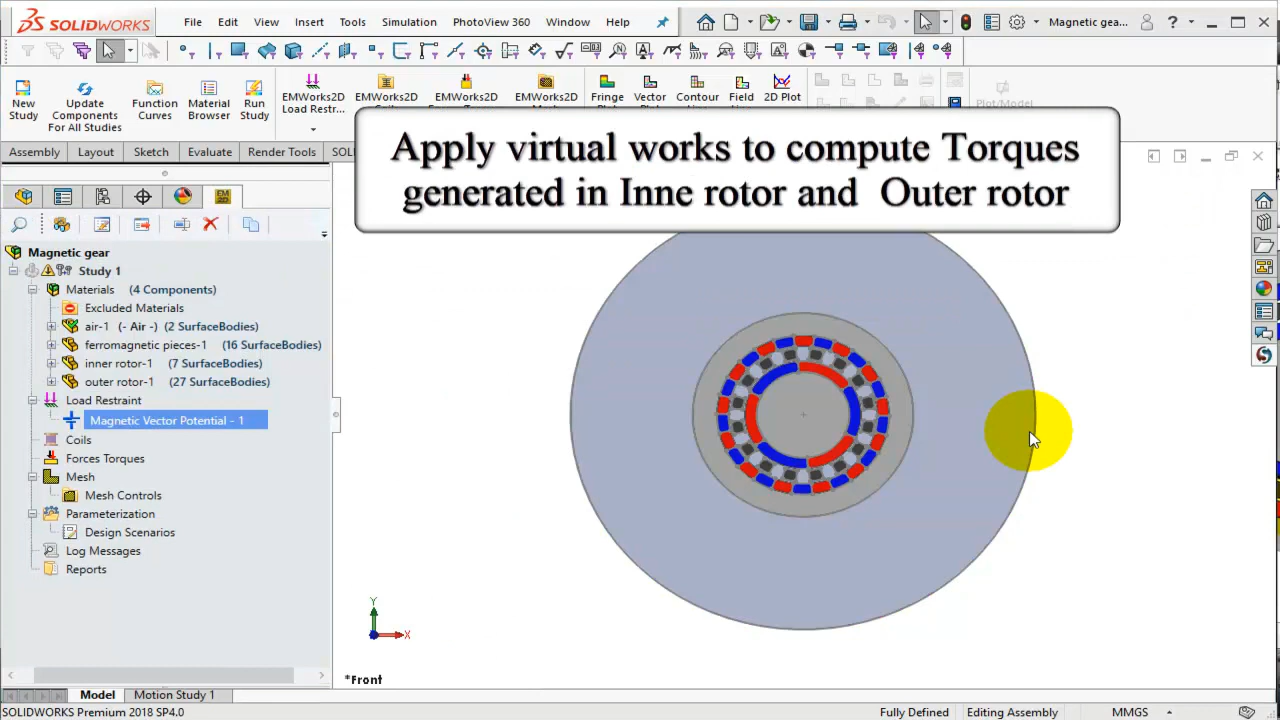 SOLIDWORKS
File Edit View Insert Tools Simulation PhotoView 360 Window Help
Magnetic gear...
New Study
Update Components For All Studies
Function Curves
Material Browser
Run Study
EMWorks2D Load Restr...
EMWorks2D
EMWorks2D
EMWorks2D
Fringe
Vector
Contour
Field
2D Plot
Plot/Model
Assembly Layout Sketch Evaluate Render Tools SOL
Apply virtual works to compute Torques
generated in Inne rotor and Outer rotor
Magnetic gear
Study 1
Materials (4 Components)
Excluded Materials
air-1 (- Air -) (2 SurfaceBodies)
ferromagnetic pieces-1 (16 SurfaceBodies)
inner rotor-1 (7 SurfaceBodies)
outer rotor-1 (27 SurfaceBodies)
Load Restraint
Magnetic Vector Potential - 1
Coils
Forces Torques
Mesh
Mesh Controls
Parameterization
Design Scenarios
Log Messages
Reports
Y
X
*Front
Model Motion Study 1
SOLIDWORKS Premium 2018 SP4.0 Fully Defined Editing Assembly MMGS